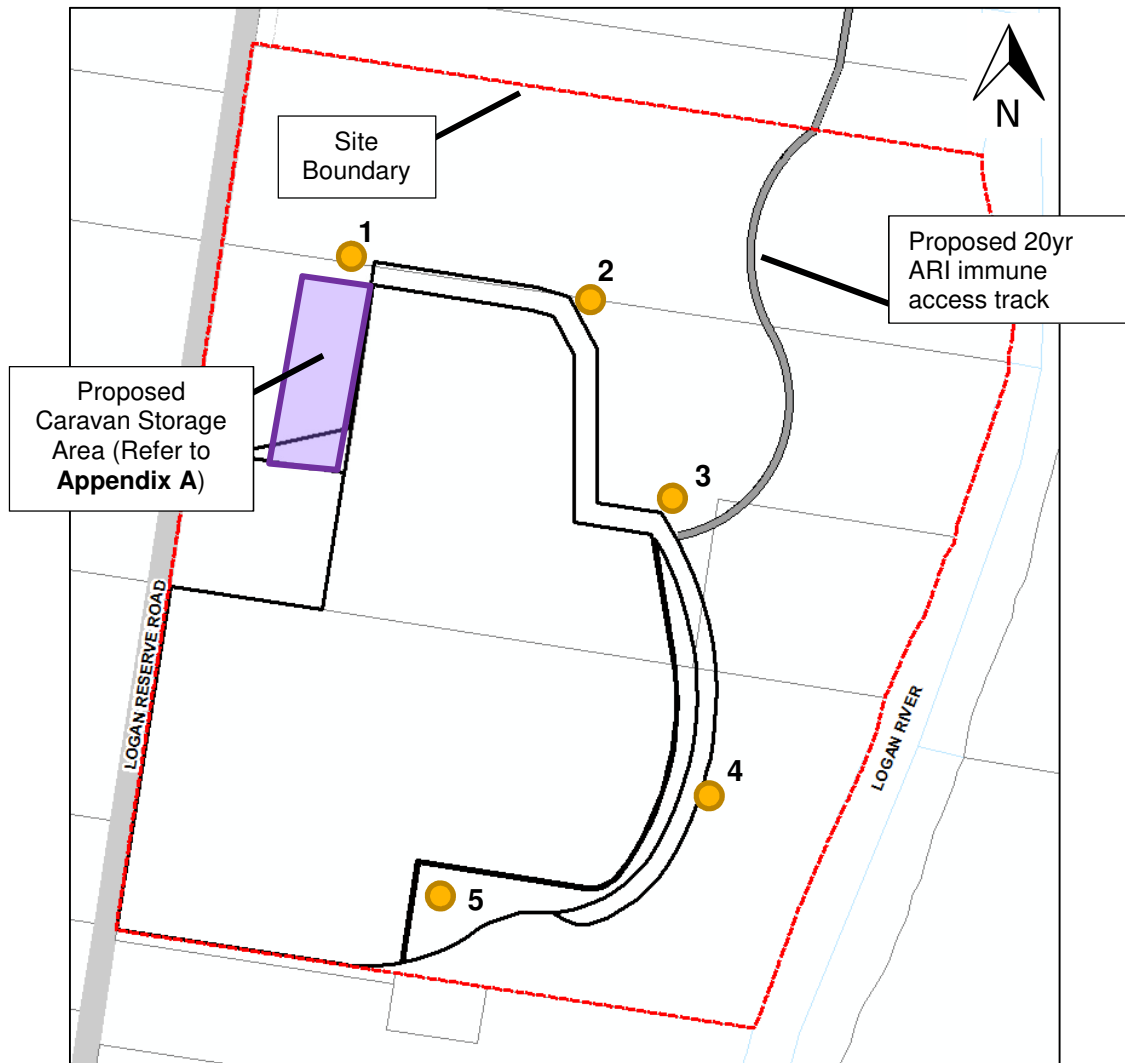 N
Site
Boundary
1
2
Proposed 20yr
ARI immune
access track
Proposed
Caravan Storage
Area (Refer to
Appendix A)
3
LOGAN RESERVE ROAD
LOGAN RIVER
4
5